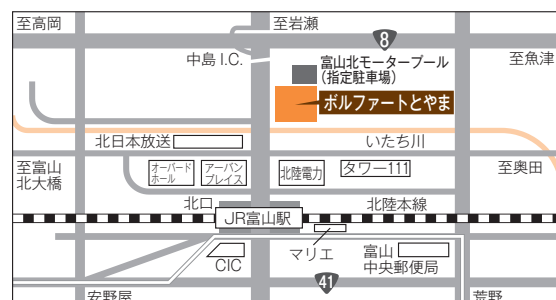 至高岡
至岩瀬
8
中島 I.C.
富山北モータープール
(指定駐車場)
至魚津
ボルファートとやま
北日本放送
いたち川
至富山
北大橋
オーバード
ホール
アーバン
プレイス
北陸電力
タワー111
至奥田
北口
北陸本線
JR富山駅
CIC
マリエ
富山
中央郵便局
41
安野屋
荒野